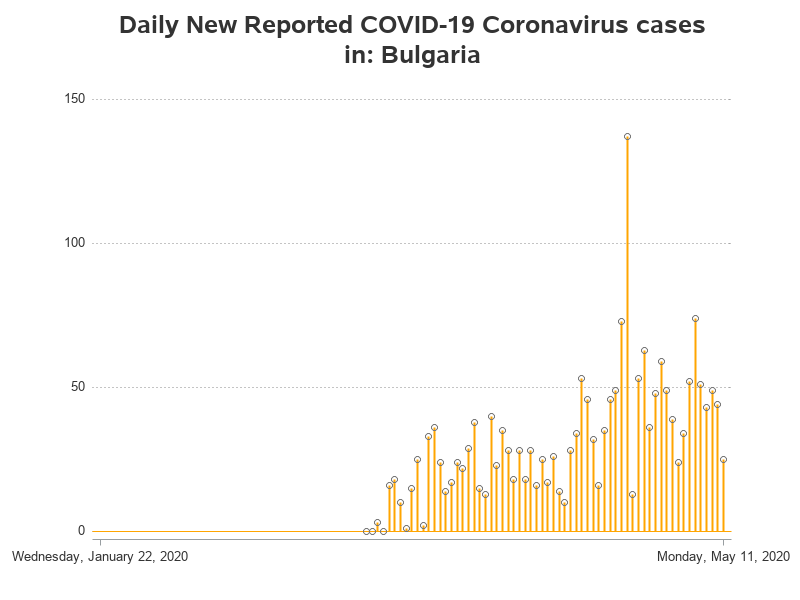 Daily New Reported COVID-19 Coronavirus cases
in: Bulgaria
150
100
50
0
Wednesday, January 22, 2020
Monday, May 11, 2020